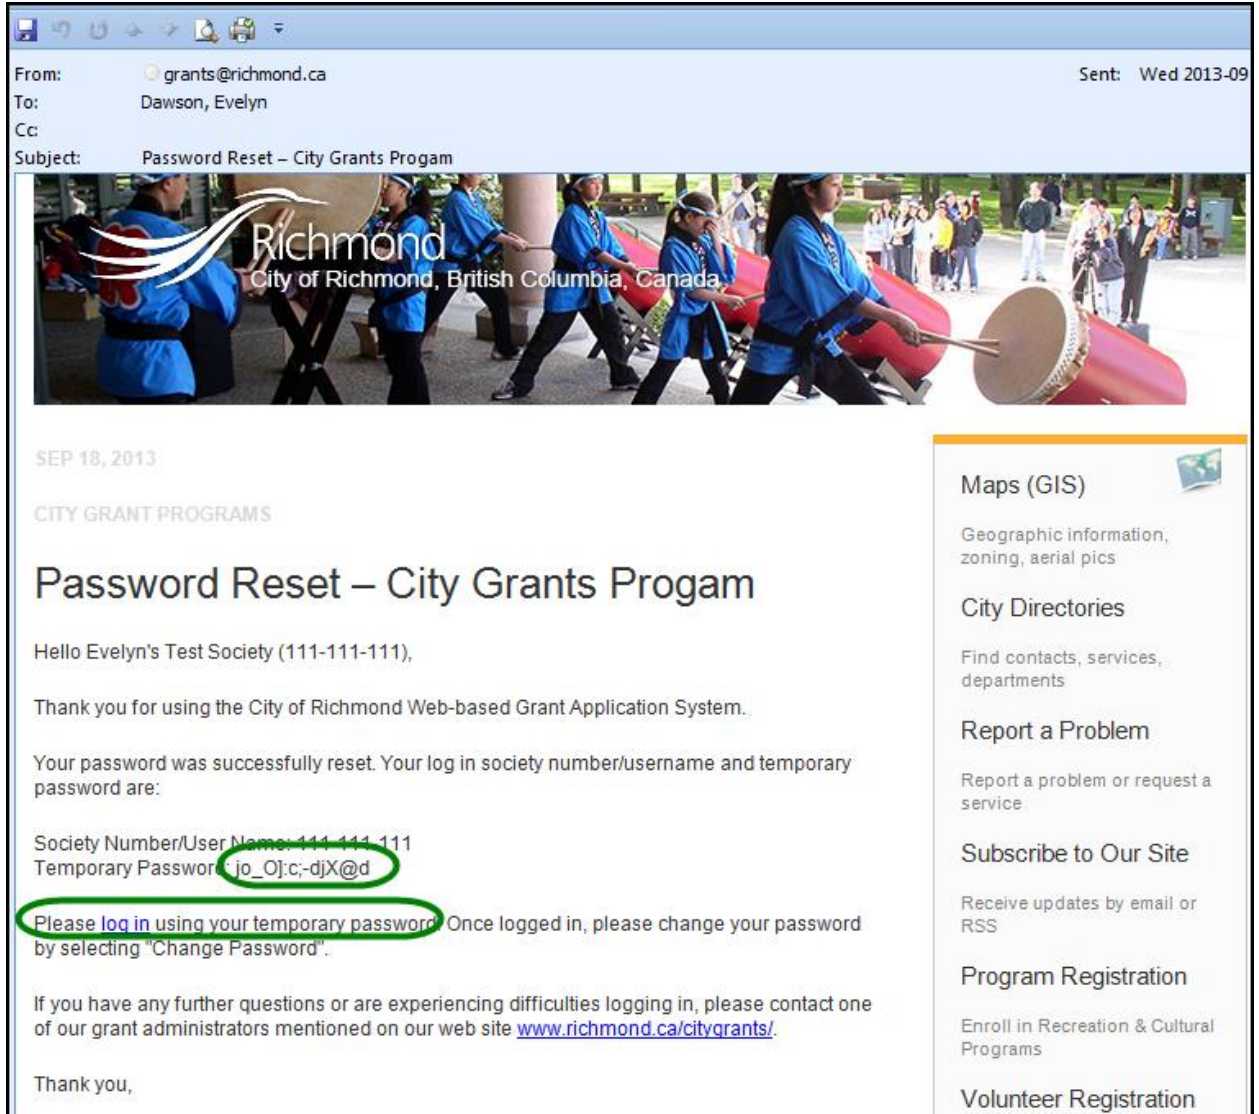 From: grants@richmond.ca Sent: Wed 2013-09
To: Dawson, Evelyn
Cc:
Subject: Password Reset – City Grants Progam
Richmond
City of Richmond, British Columbia, Canada
SEP 18, 2013
CITY GRANT PROGRAMS
Password Reset – City Grants Progam
Hello Evelyn's Test Society (111-111-111),
Thank you for using the City of Richmond Web-based Grant Application System.
Your password was successfully reset. Your log in society number/username and temporary
password are:
Society Number/User Name: 111-111-111
Temporary Password: jo_O]:c;-djX@d
Please log in using your temporary password. Once logged in, please change your password
by selecting "Change Password".
If you have any further questions or are experiencing difficulties logging in, please contact one
of our grant administrators mentioned on our web site www.richmond.ca/citygrants/.
Thank you,
Maps (GIS)
Geographic information,
zoning, aerial pics
City Directories
Find contacts, services,
departments
Report a Problem
Report a problem or request a
service
Subscribe to Our Site
Receive updates by email or
RSS
Program Registration
Enroll in Recreation & Cultural
Programs
Volunteer Registration